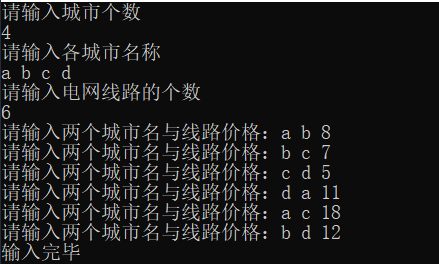 请输入城市个数
4
请输入各城市名称
a b c d
请输入电网线路的个数
6
请输入两个城市名与线路价格：a b 8
请输入两个城市名与线路价格：b c 7
请输入两个城市名与线路价格：c d 5
请输入两个城市名与线路价格：d a 11
请输入两个城市名与线路价格：a c 18
请输入两个城市名与线路价格：b d 12
输入完毕